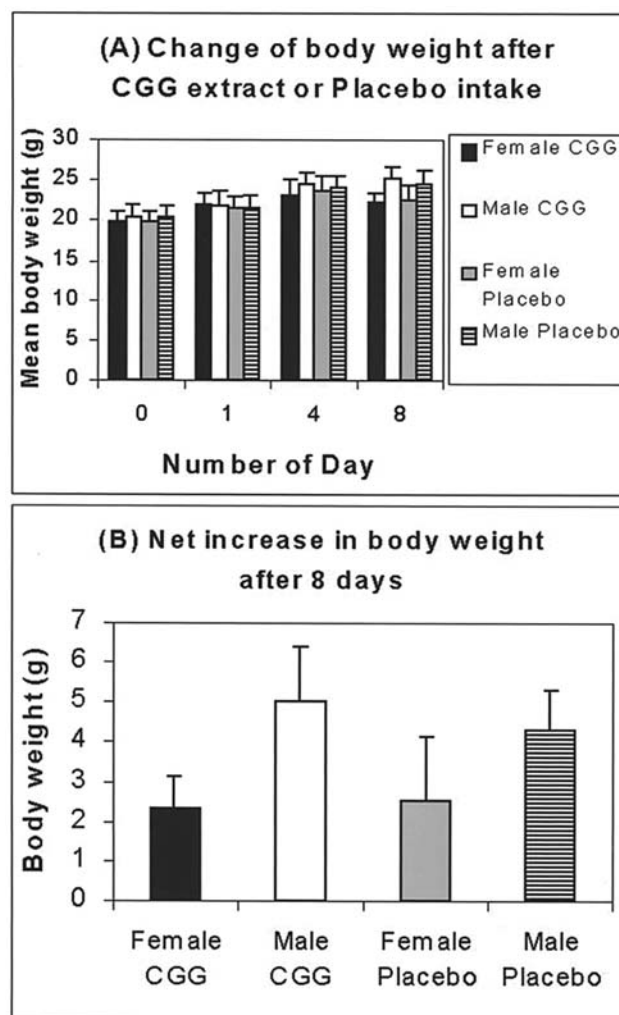 (A) Change of body weight after
CGG extract or Placebo intake
Mean body weight (g)
30
25
20
15
10
5
0
0 1 4 8
Number of Day
Female CGG
Male CGG
Female
Placebo
Male Placebo
(B) Net increase in body weight
after 8 days
Body weight (g)
7
6
5
4
3
2
1
0
Female Male Female Male
CGG CGG Placebo Placebo